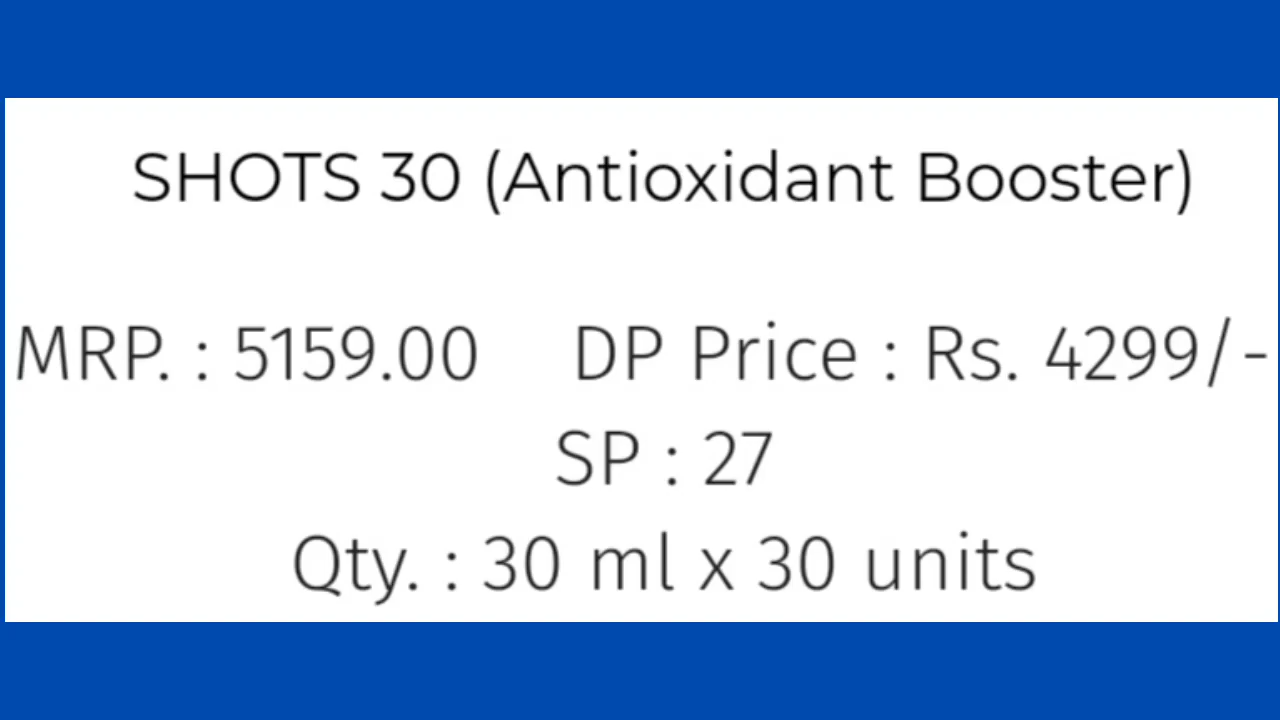 SHOTS 30 (Antioxidant Booster)
MRP. : 5159.00 DP Price : Rs. 4299/-
SP : 27
Qty. : 30 ml x 30 units